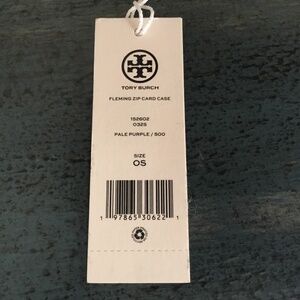 TORY BURCH
FLEMING ZIP CARD CASE
152602
0325
PALE PURPLE / 500
SIZE
OS
1 97865 30622 1